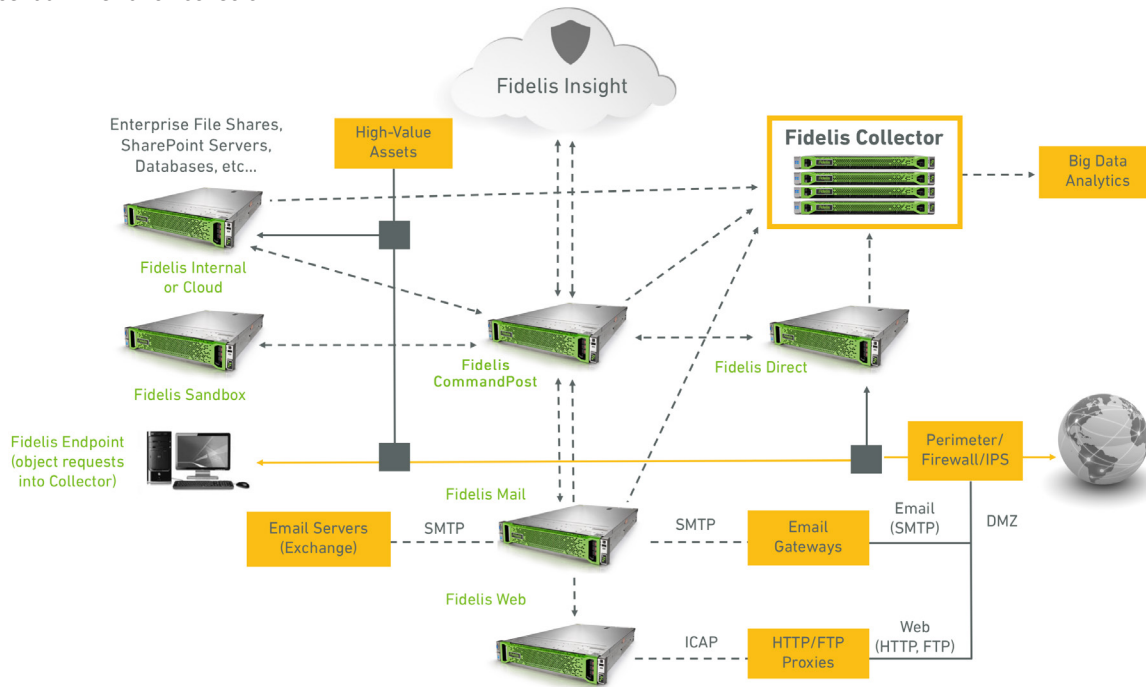 Fidelis Insight
Enterprise File Shares,
SharePoint Servers,
Databases, etc...
High-Value
Assets
Fidelis Collector
Big Data
Analytics
Fidelis Internal
or Cloud
Fidelis Sandbox
Fidelis
CommandPost
Fidelis Direct
Fidelis Endpoint
(object requests
into Collector)
Perimeter/
Firewall/IPS
Fidelis Mail
Email Servers
(Exchange)
SMTP
SMTP
Email
Gateways
Email
(SMTP)
DMZ
Fidelis Web
ICAP
HTTP/FTP
Proxies
Web
(HTTP, FTP)